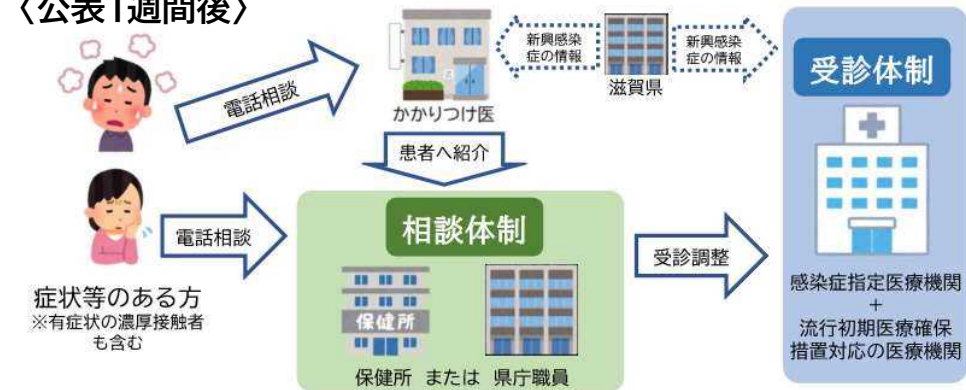 〈公表1週間後〉
電話相談
かかりつけ医
新興感染
症の情報
滋賀県
新興感染
症の情報
患者へ紹介
電話相談
症状等のある方
※有症状の濃厚接触者
も含む
相談体制
保健所
保健所 または 県庁職員
受診調整
受診体制
感染症指定医療機関
+
流行初期医療確保
措置対応の医療機関